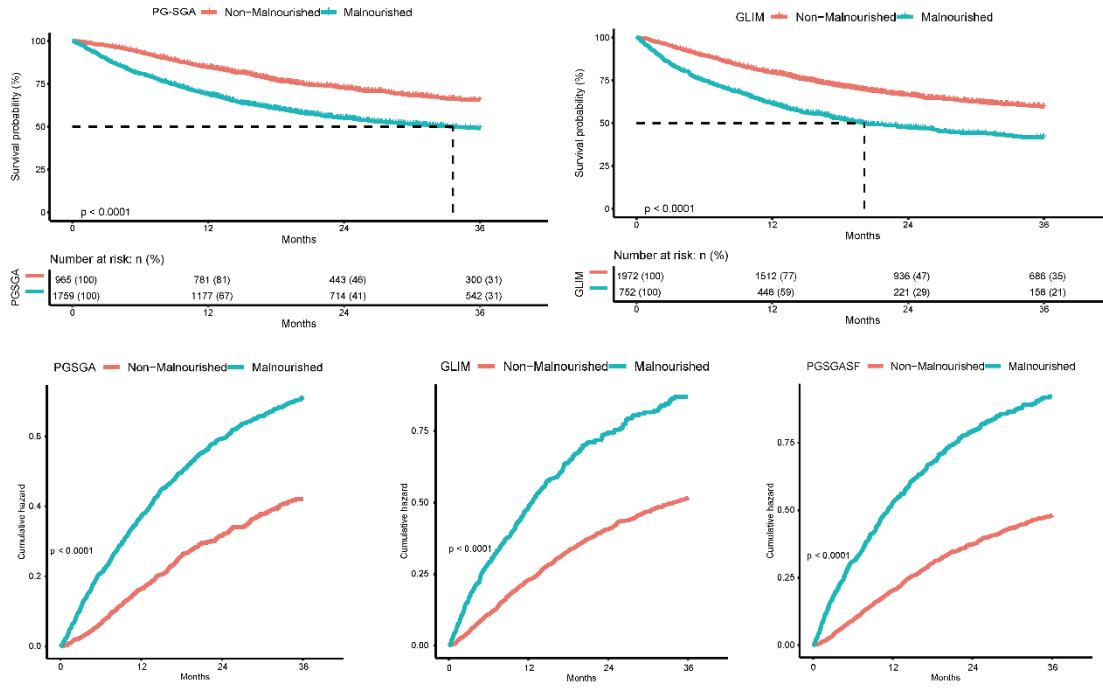 PG-SGA Non-Malnourished Malnourished
Survival probability (%)
100
75
50
25
0
p < 0.0001
0 12 24 36
Months
Number at risk: n (%)
PGSGA
965 (100) 781 (81) 443 (46) 300 (31)
1759 (100) 1177 (67) 714 (41) 542 (31)
0 12 24 36
Months
GLIM Non-Malnourished Malnourished
Survival probability (%)
100
75
50
25
0
p < 0.0001
0 12 24 36
Months
Number at risk: n (%)
GLIM
1972 (100) 1512 (77) 936 (47) 686 (35)
752 (100) 446 (59) 221 (29) 156 (21)
0 12 24 36
Months
PGSGA Non-Malnourished Malnourished
Cumulative hazard
0.6
0.4
0.2
0.0
p < 0.0001
0 12 24 36
Months
GLIM Non-Malnourished Malnourished
Cumulative hazard
0.75
0.50
0.25
0.00
p < 0.0001
0 12 24 36
Months
PGSGASF Non-Malnourished Malnourished
Cumulative hazard
0.75
0.50
0.25
0.00
p < 0.0001
0 12 24 36
Months